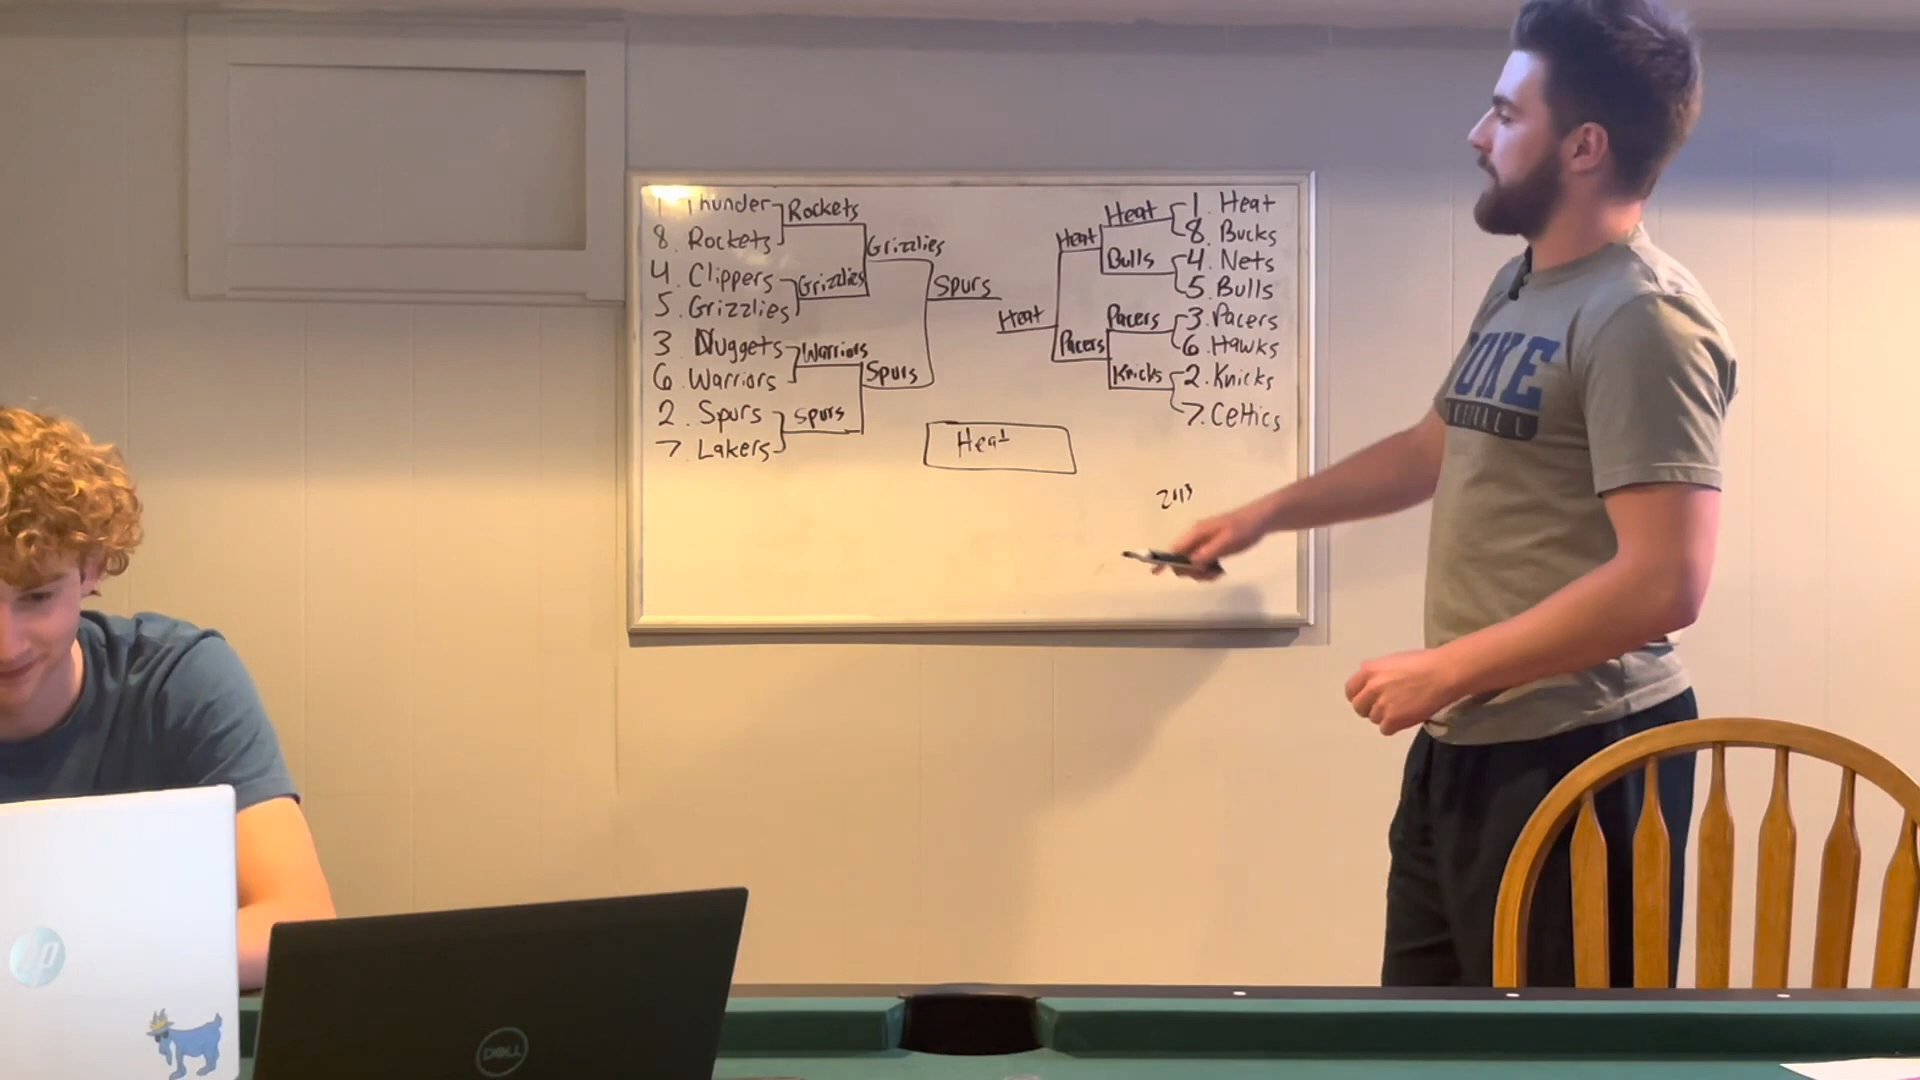 1 Thunder
8. Rockets
4 Clippers
5. Grizzlies
3 Nuggets
6. Warriors
2. Spurs
7. Lakers
Rockets
Grizzlies
Warriors
Spurs
Grizzlies
Spurs
Spurs
Heat
Heat
Pacers
Heat
Bulls
Pacers
Knicks
1. Heat
8. Bucks
4. Nets
5. Bulls
3. Pacers
6. Hawks
2. Knicks
7. Celtics
Heat
2013
DUKE
hp
DELL